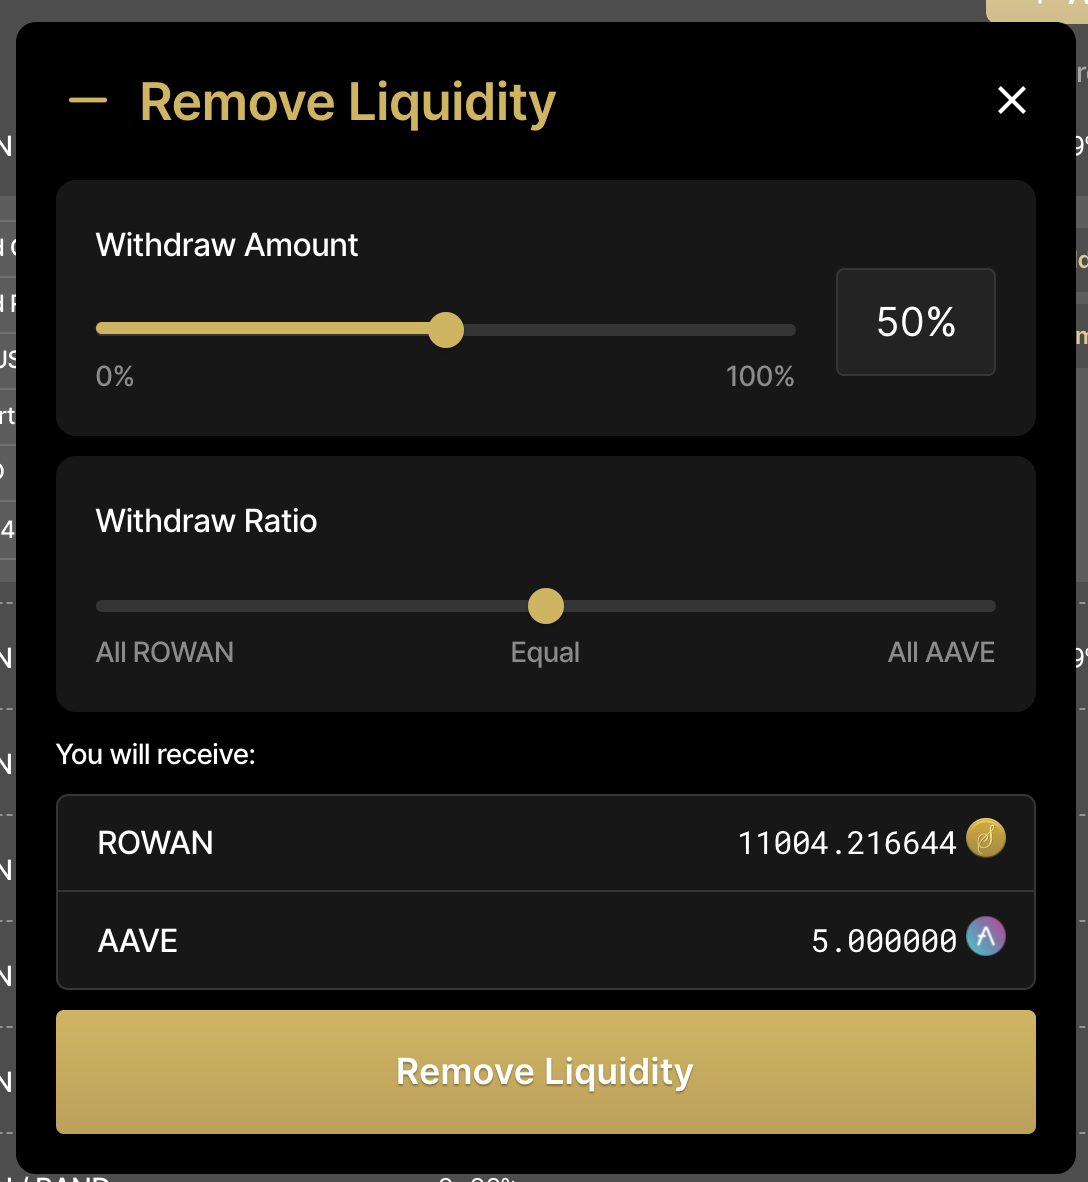 Remove Liquidity
Withdraw Amount
50%
0%
100%
Withdraw Ratio
All ROWAN
Equal
All AAVE
You will receive:
ROWAN
11004.216644
AAVE
5.000000
Remove Liquidity